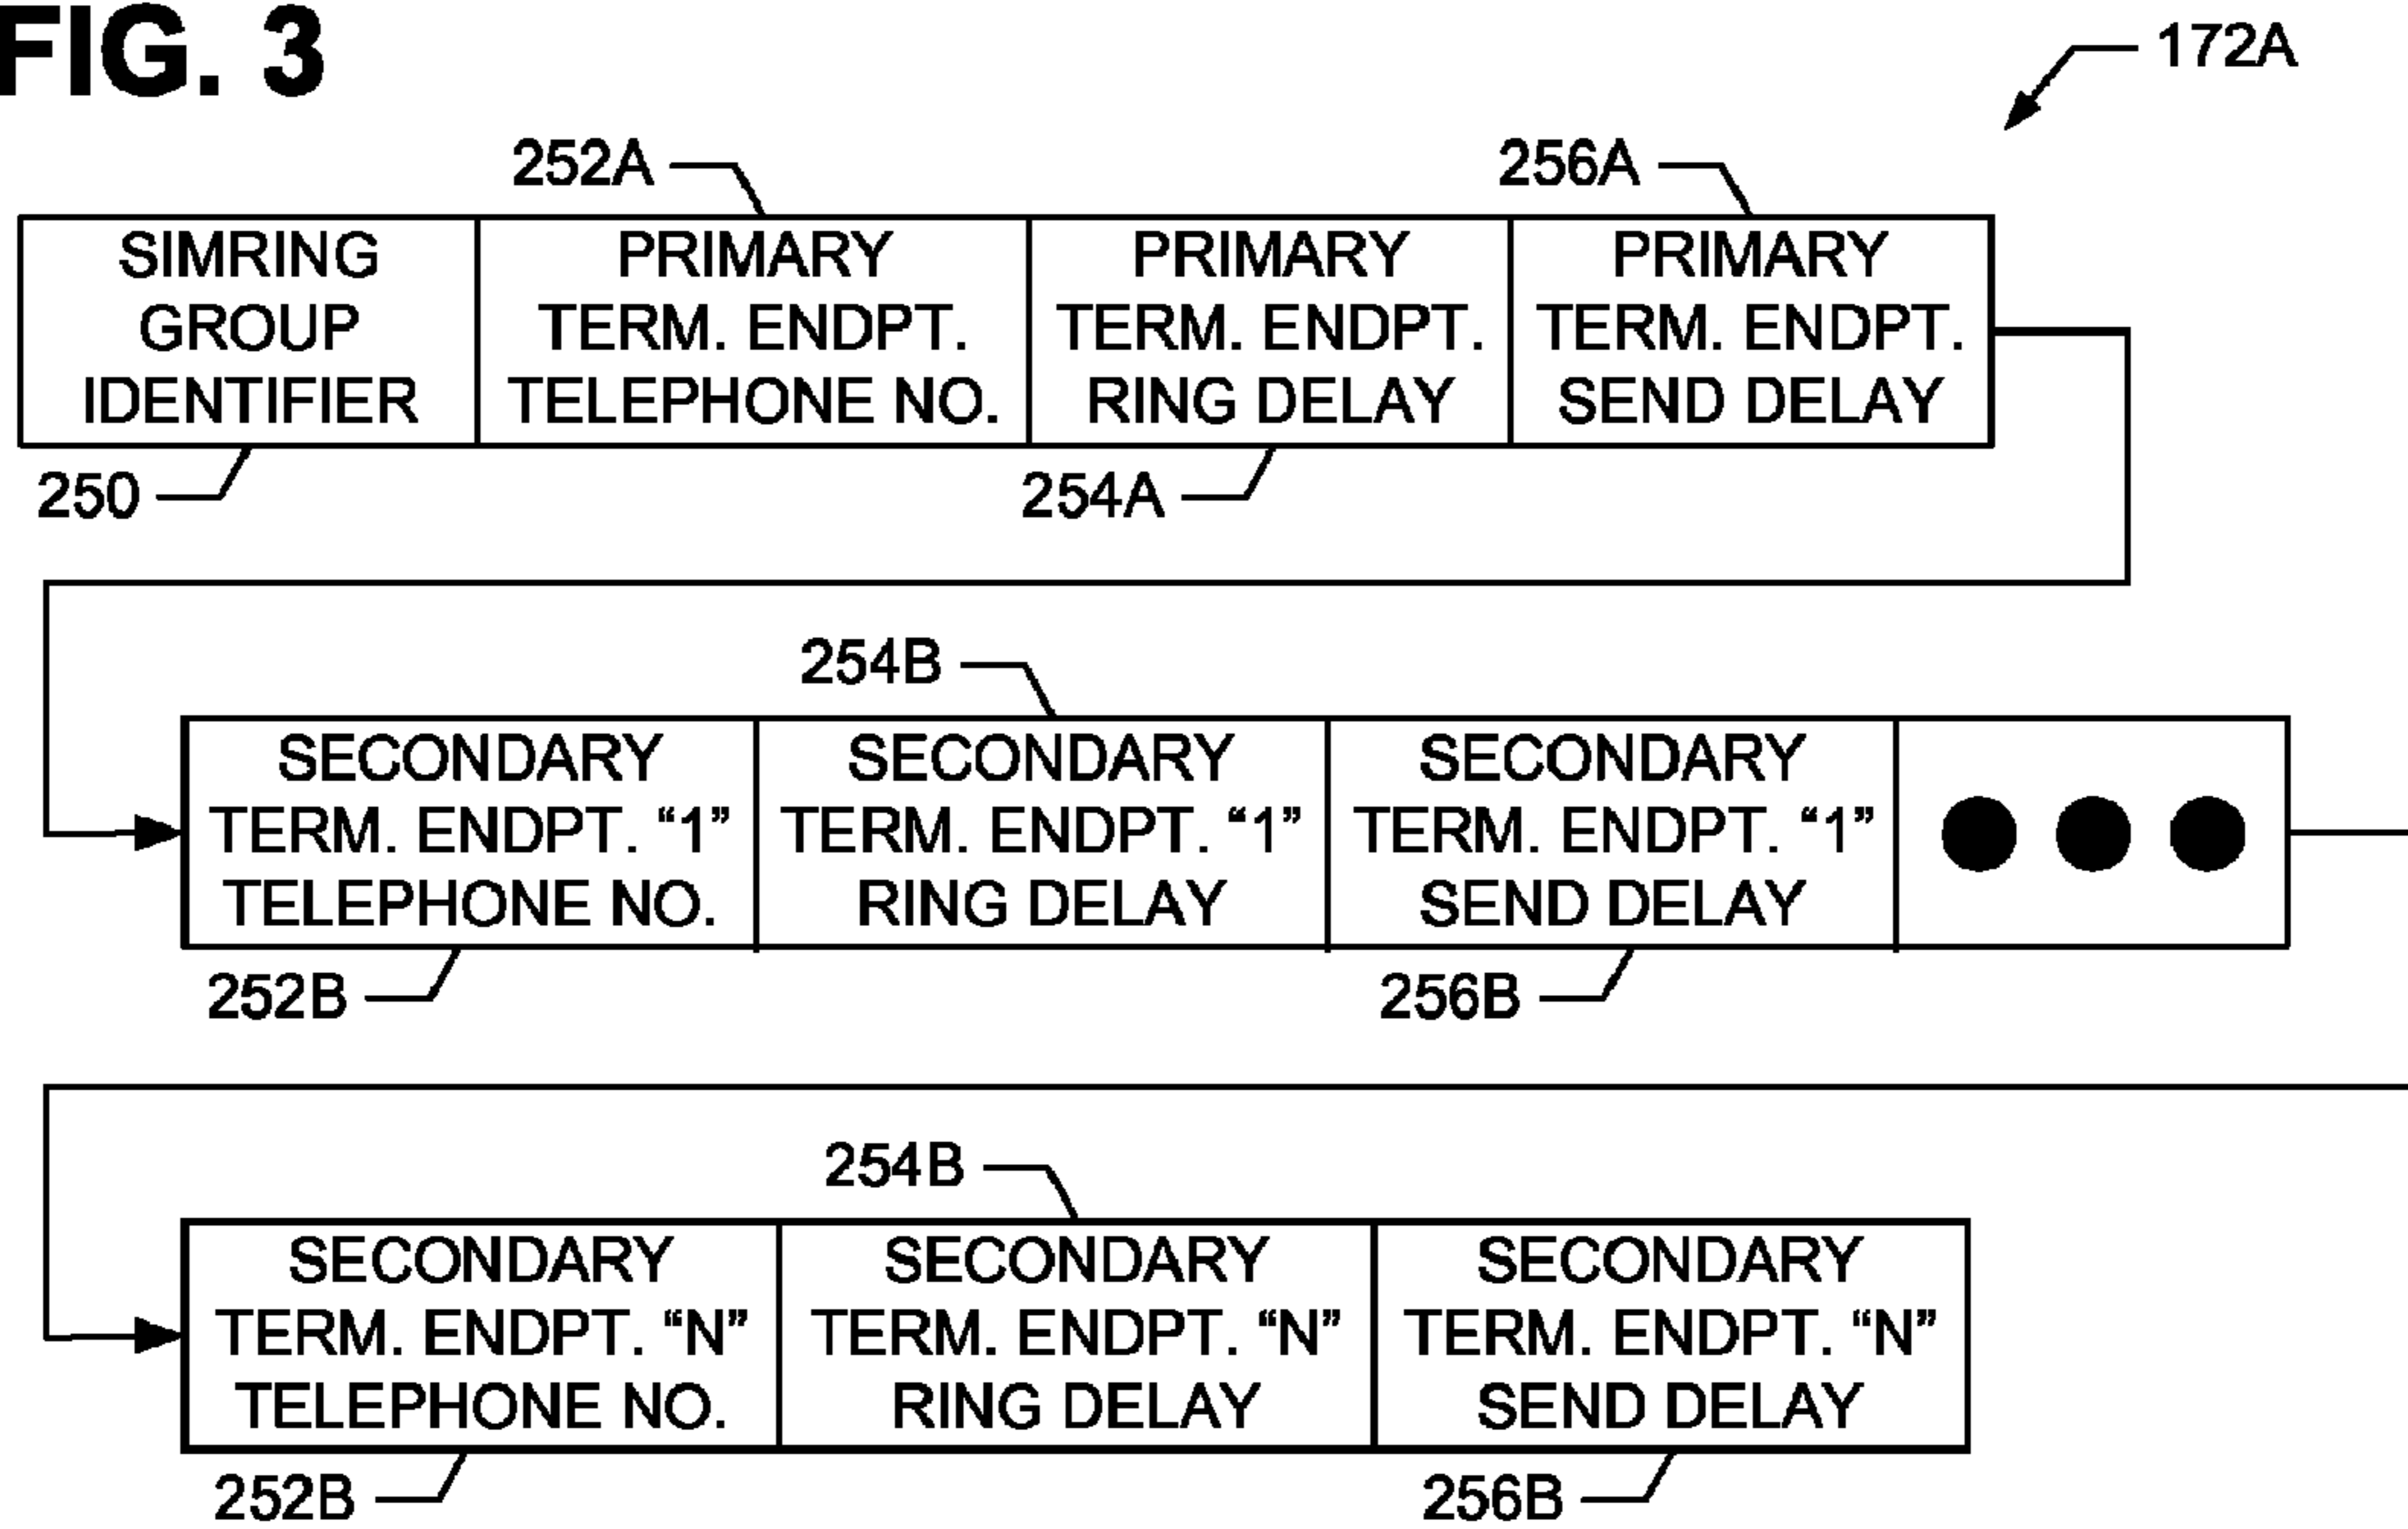 FIG. 3
172A
252A
256A
SIMRING
GROUP
IDENTIFIER
PRIMARY
TERM. ENDPT.
TELEPHONE NO.
PRIMARY
TERM. ENDPT.
RING DELAY
PRIMARY
TERM. ENDPT.
SEND DELAY
250
254A
254B
SECONDARY
TERM. ENDPT. “1”
TELEPHONE NO.
SECONDARY
TERM. ENDPT. “1”
RING DELAY
SECONDARY
TERM. ENDPT. “1”
SEND DELAY
252B
256B
254B
SECONDARY
TERM. ENDPT. “N”
TELEPHONE NO.
SECONDARY
TERM. ENDPT. “N”
RING DELAY
SECONDARY
TERM. ENDPT. “N”
SEND DELAY
252B
256B